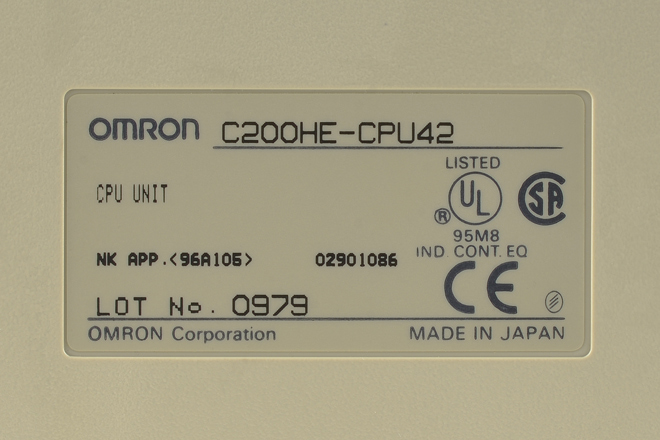 OMRON C200HE-CPU42
LISTED
CPU UNIT
UL SA
®
95M8
NK APP.<96A105> 02901086 IND. CONT. EQ
CE
LOT No. 0979
OMRON Corporation MADE IN JAPAN